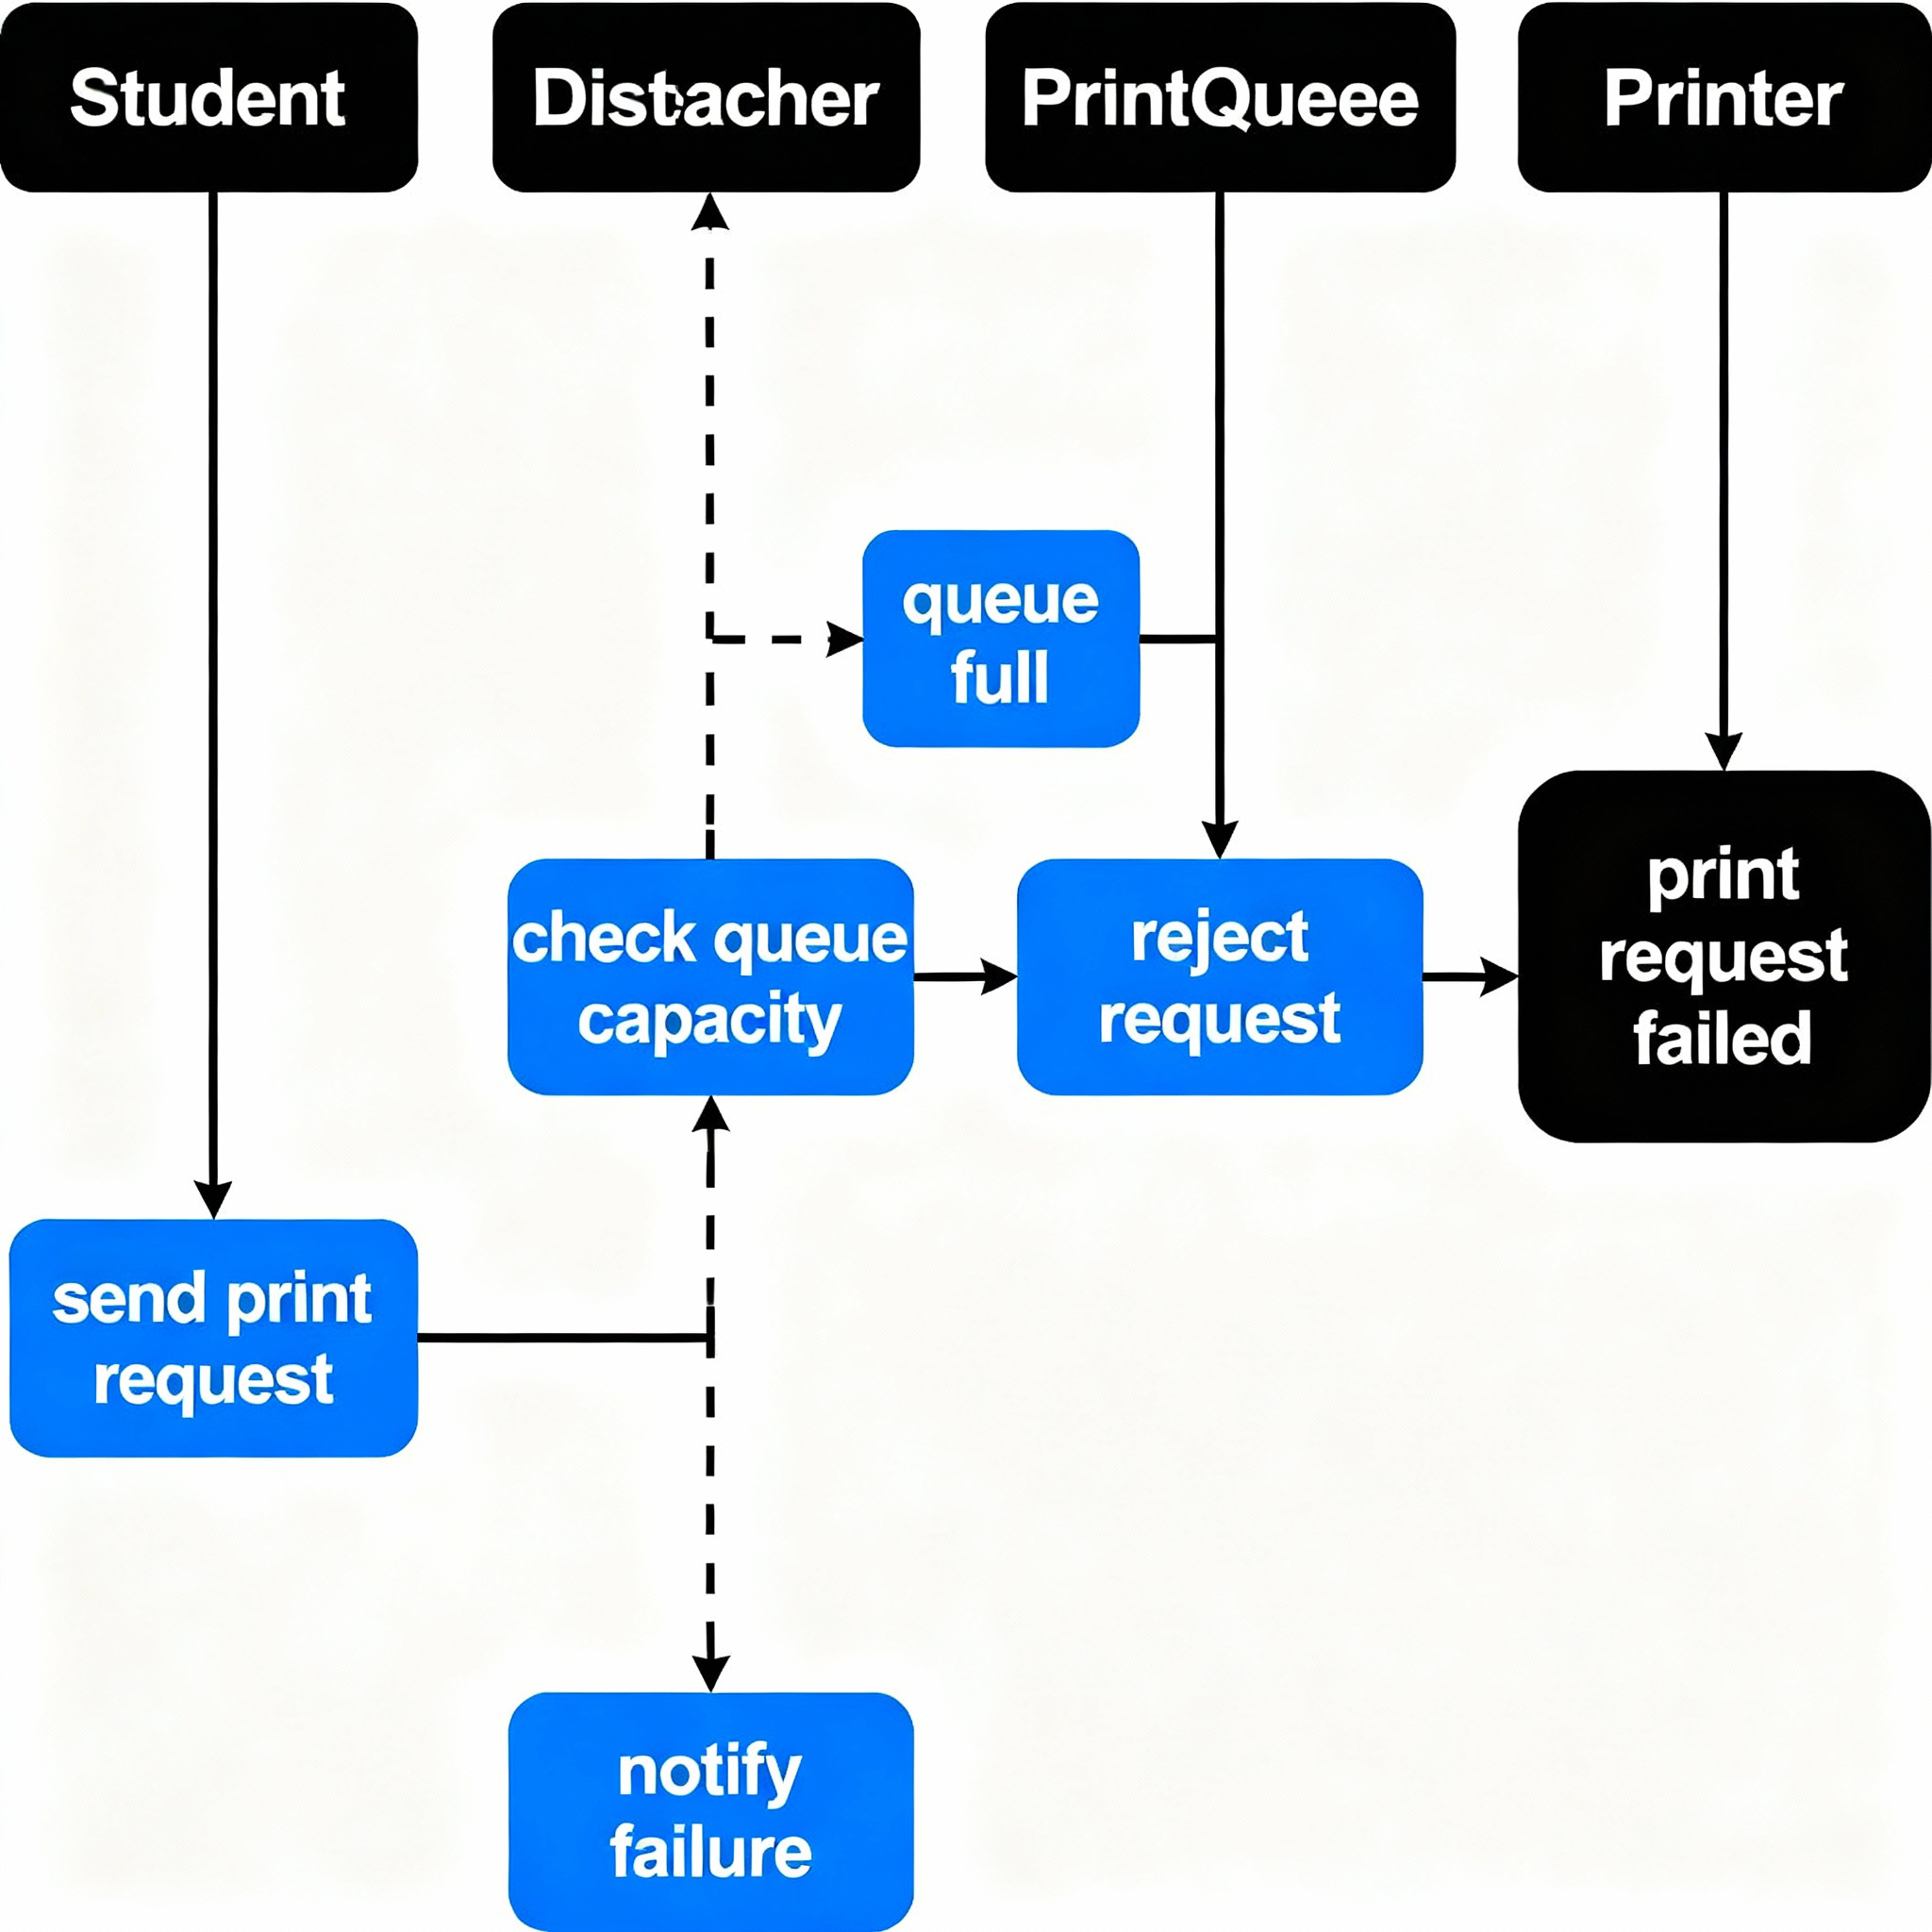 Student
Distacher
PrintQueee
Printer
queue
full
check queue
capacity
reject
request
print
request
failed
send print
request
notify
failure